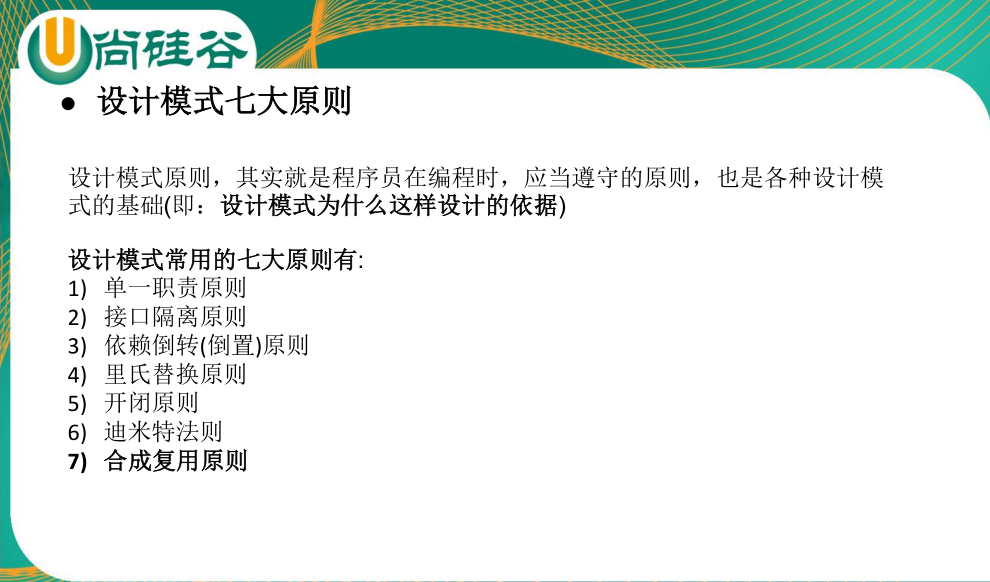 尚硅谷
● 设计模式七大原则
设计模式原则，其实就是程序员在编程时，应当遵守的原则，也是各种设计模
式的基础(即：设计模式为什么这样设计的依据)
设计模式常用的七大原则有:
1) 单一职责原则
2) 接口隔离原则
3) 依赖倒转(倒置)原则
4) 里氏替换原则
5) 开闭原则
6) 迪米特法则
7) 合成复用原则